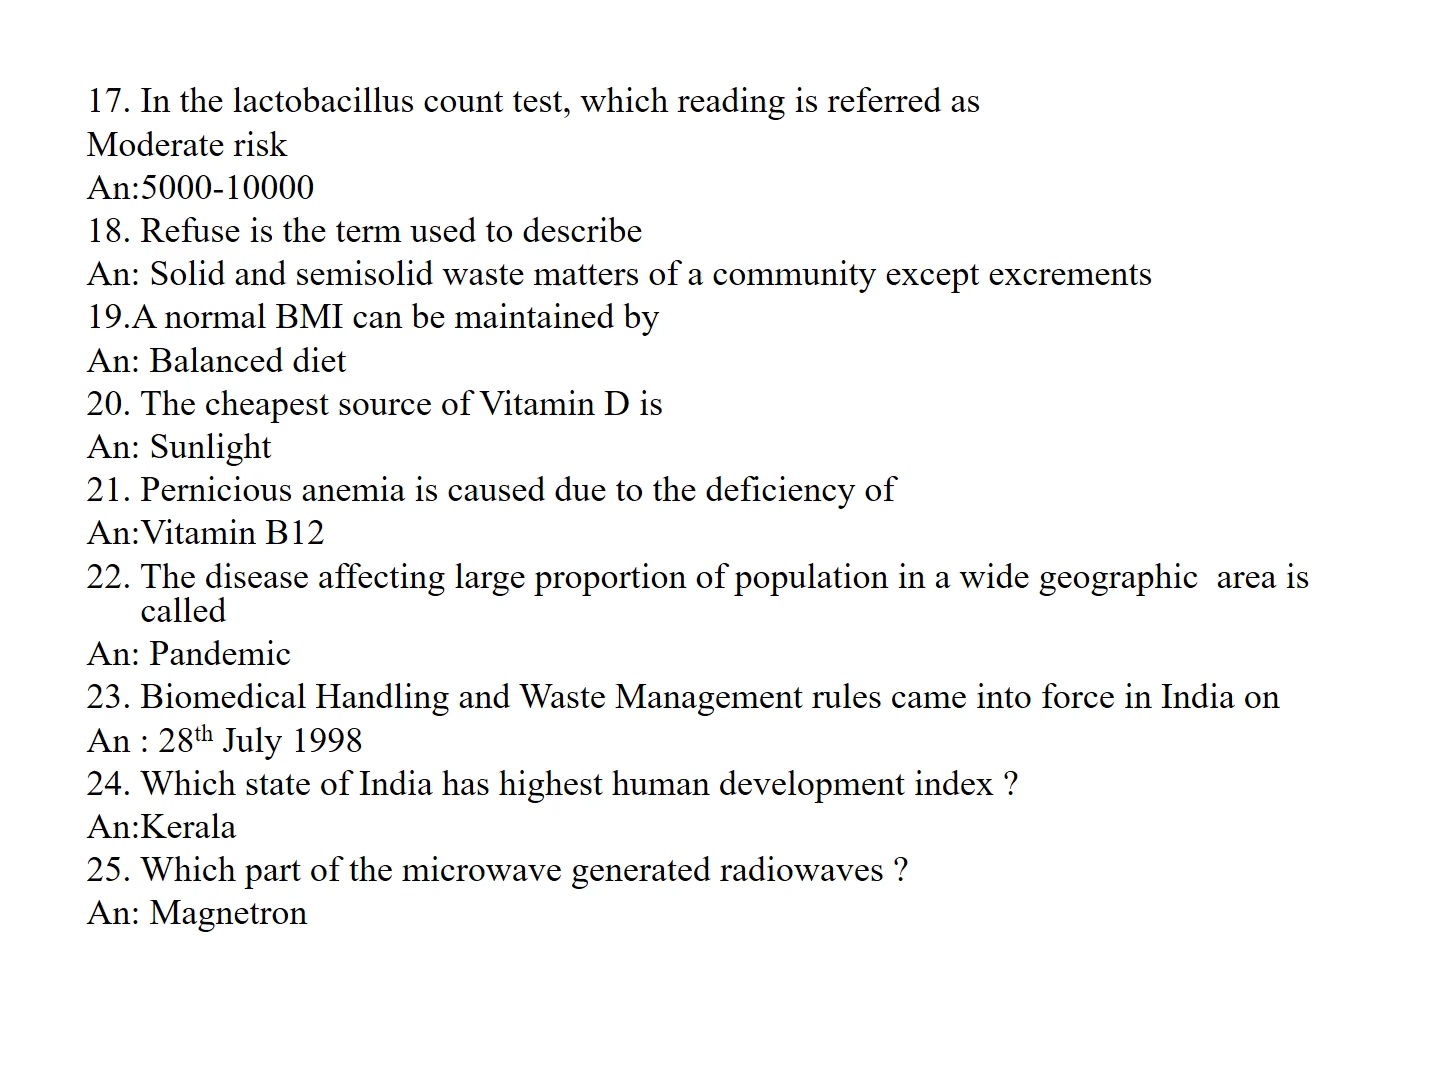 17. In the lactobacillus count test, which reading is referred as
Moderate risk
An:5000-10000
18. Refuse is the term used to describe
An: Solid and semisolid waste matters of a community except excrements
19.A normal BMI can be maintained by
An: Balanced diet
20. The cheapest source of Vitamin D is
An: Sunlight
21. Pernicious anemia is caused due to the deficiency of
An:Vitamin B12
22. The disease affecting large proportion of population in a wide geographic  area is
called
An: Pandemic
23. Biomedical Handling and Waste Management rules came into force in India on
An : 28th July 1998
24. Which state of India has highest human development index ?
An:Kerala
25. Which part of the microwave generated radiowaves ?
An: Magnetron